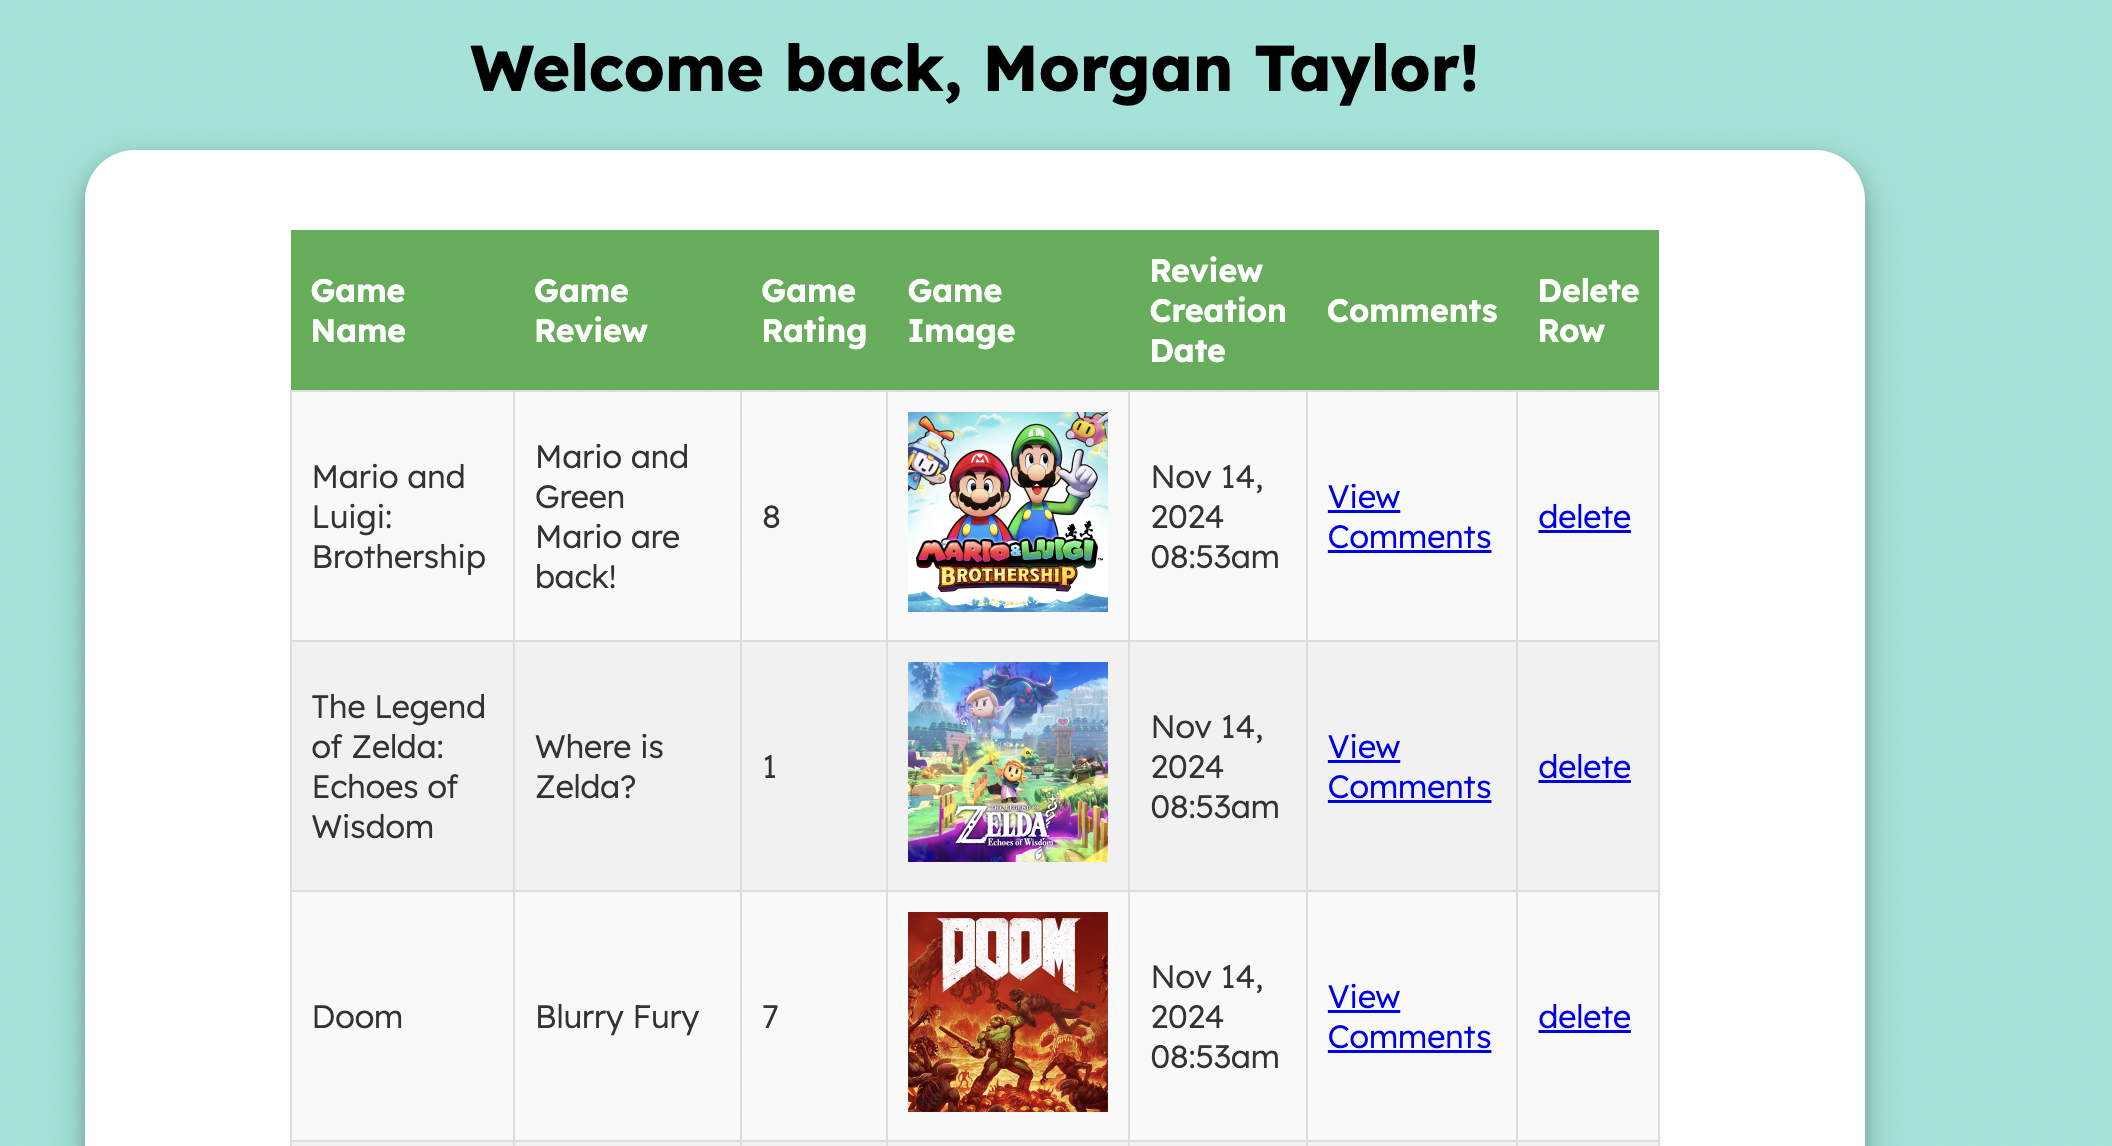 Welcome back, Morgan Taylor!
Game
Name
Game
Review
Game
Rating
Game
Image
Review
Creation
Date
Comments
Delete
Row
Mario and
Luigi:
Brothership
Mario and
Green
Mario are
back!
8
MARIO & LUIGI
BROTHERSHIP
Nov 14,
2024
08:53am
View
Comments
delete
The Legend
of Zelda:
Echoes of
Wisdom
Where is
Zelda?
1
THE LEGEND OF
ZELDA
Echoes of Wisdom
Nov 14,
2024
08:53am
View
Comments
delete
Doom
Blurry Fury
7
DOOM
Nov 14,
2024
08:53am
View
Comments
delete